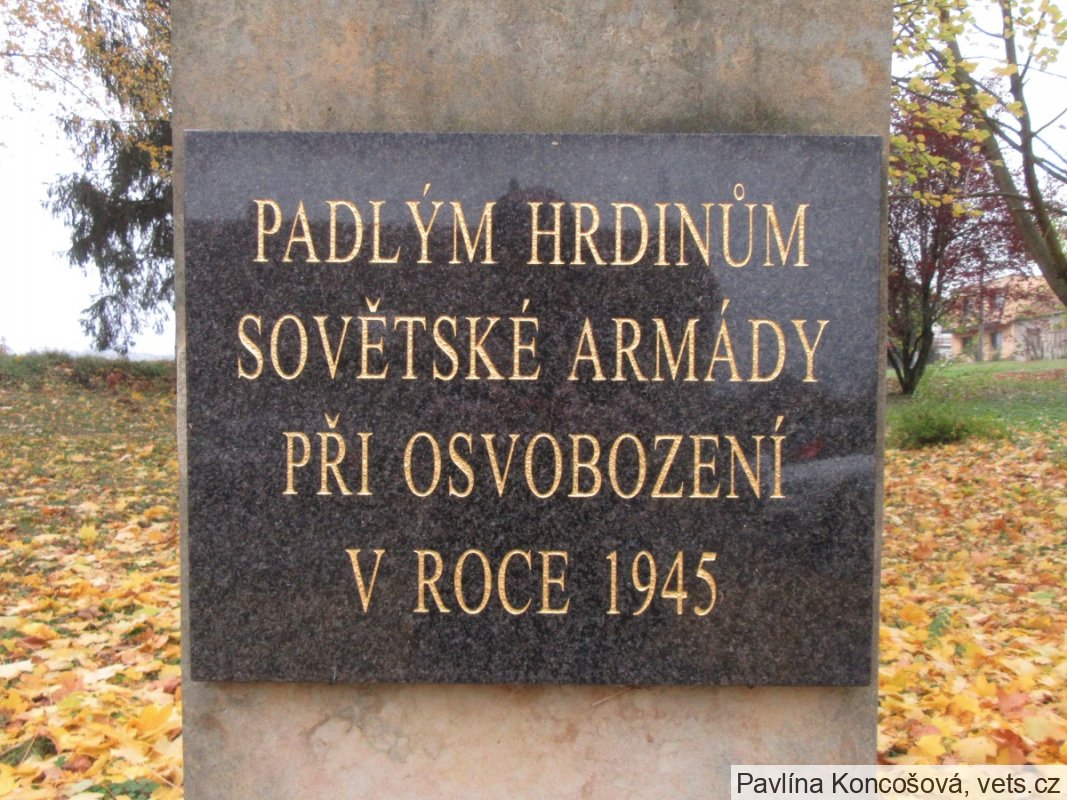 PADLÝM HRDINŮM
SOVĚTSKÉ ARMÁDY
PŘI OSVOBOZENÍ
V ROCE 1945
Pavlína Koncošová, vets.cz